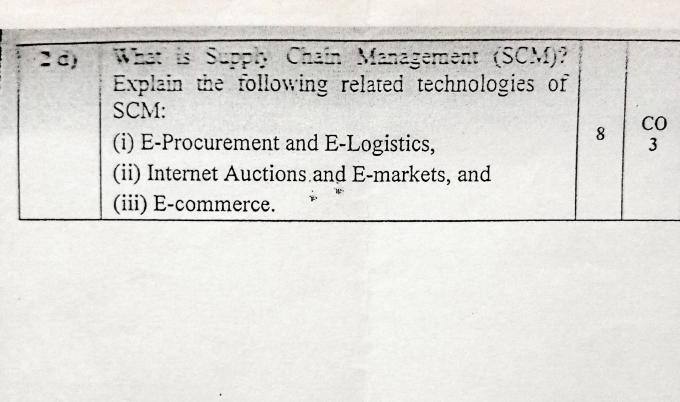 2 d) What is Supply Chain Management (SCM)?
Explain the following related technologies of
SCM:
(i) E-Procurement and E-Logistics,
(ii) Internet Auctions and E-markets, and
(iii) E-commerce.
8
CO
3